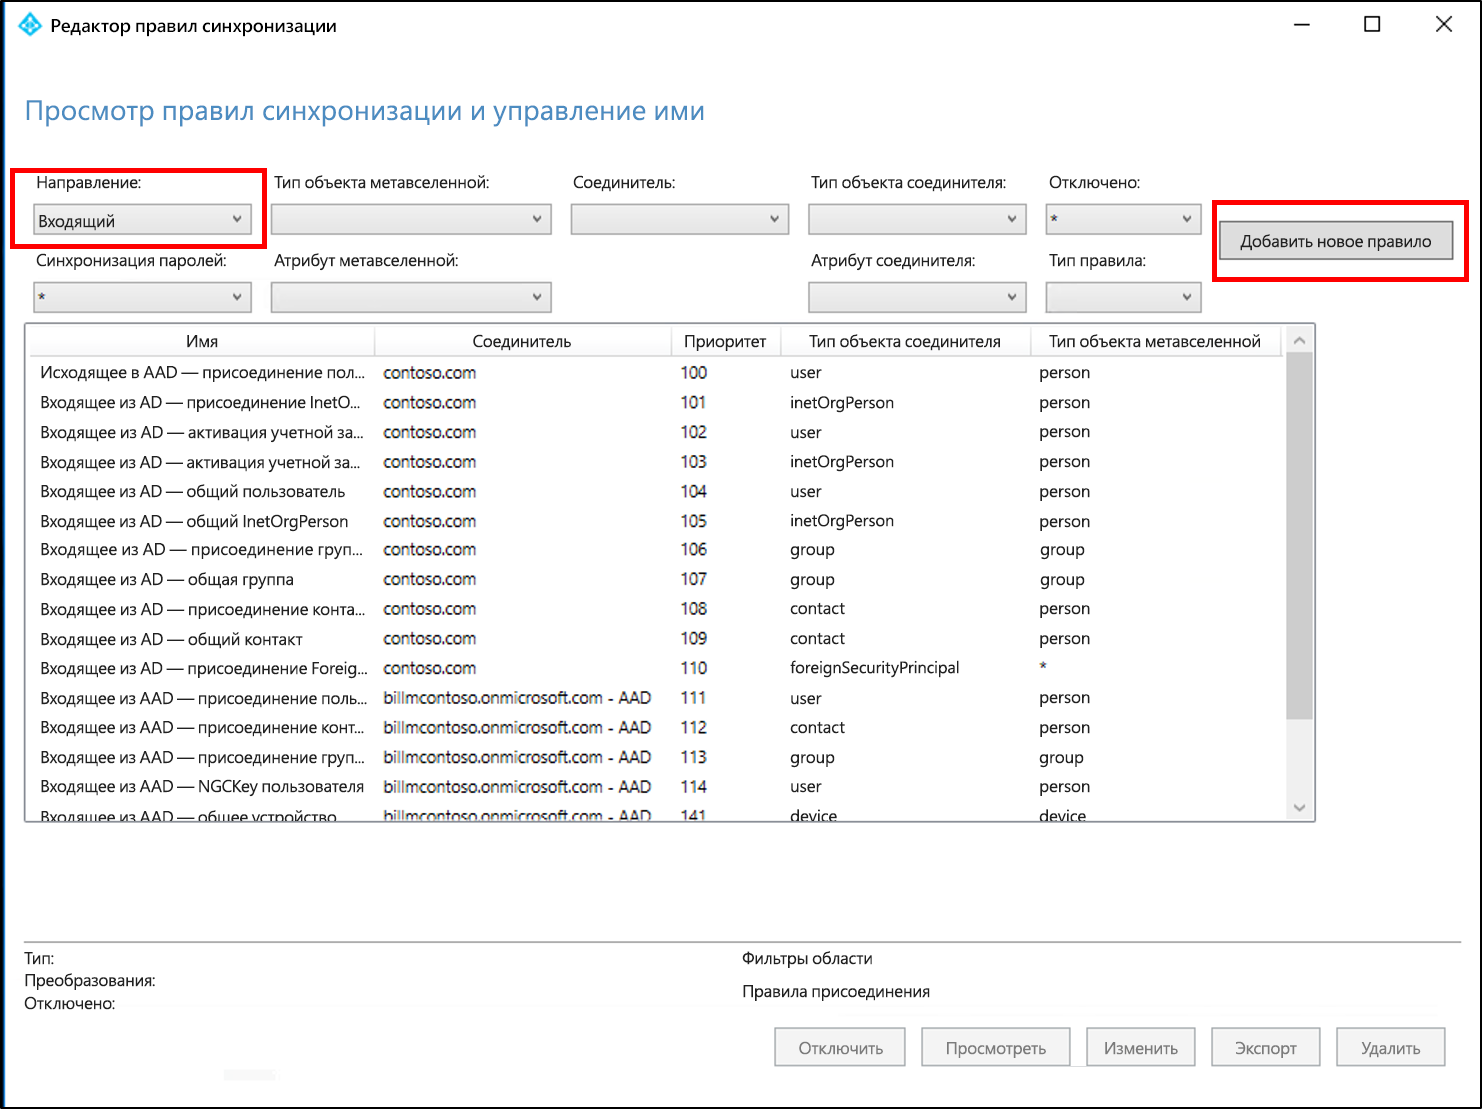 Редактор правил синхронизации
Просмотр правил синхронизации и управление ими
Направление: Тип объекта метавселенной: Соединитель: Тип объекта соединителя: Отключено:
Входящий * Добавить новое правило
Синхронизация паролей: Атрибут метавселенной: Атрибут соединителя: Тип правила:
*
Имя Соединитель Приоритет Тип объекта соединителя Тип объекта метавселенной
Исходящее в AAD — присоединение пол... contoso.com 100 user person
Входящее из AD — присоединение InetO... contoso.com 101 inetOrgPerson person
Входящее из AD — активация учетной за... contoso.com 102 user person
Входящее из AD — активация учетной за... contoso.com 103 inetOrgPerson person
Входящее из AD — общий пользователь contoso.com 104 user person
Входящее из AD — общий InetOrgPerson contoso.com 105 inetOrgPerson person
Входящее из AD — присоединение груп... contoso.com 106 group group
Входящее из AD — общая группа contoso.com 107 group group
Входящее из AD — присоединение конта... contoso.com 108 contact person
Входящее из AD — общий контакт contoso.com 109 contact person
Входящее из AD — присоединение Foreig... contoso.com 110 foreignSecurityPrincipal *
Входящее из AAD — присоединение поль... billmcontoso.onmicrosoft.com - AAD 111 user person
Входящее из AAD — присоединение конт... billmcontoso.onmicrosoft.com - AAD 112 contact person
Входящее из AAD — присоединение груп... billmcontoso.onmicrosoft.com - AAD 113 group group
Входящее из AAD — NGCKey пользователя billmcontoso.onmicrosoft.com - AAD 114 user person
Входящее из AAD — общее устройство billmcontoso.onmicrosoft.com - AAD 141 device device
Тип: Фильтры области
Преобразования:
Правила присоединения
Отключено:
Отключить Просмотреть Изменить Экспорт Удалить